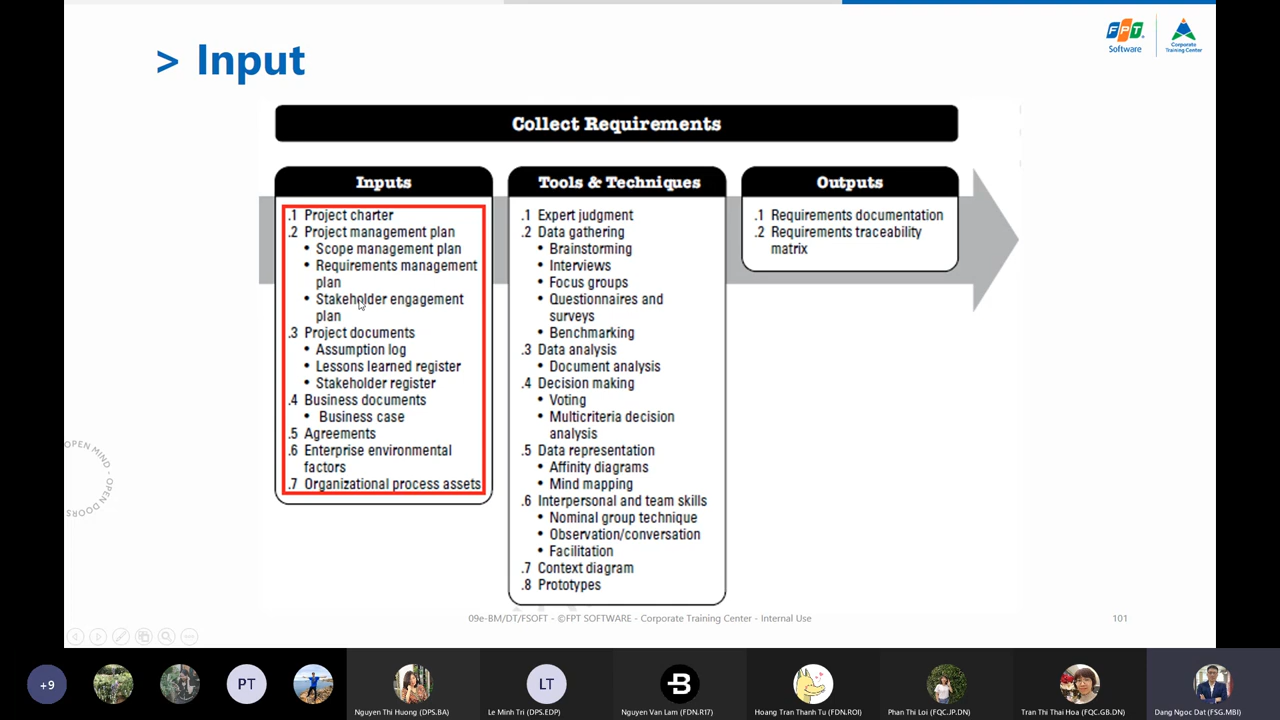 > Input
FPT
Software
Corporate
Training Center
Collect Requirements
Inputs
.1 Project charter
.2 Project management plan
• Scope management plan
• Requirements management
plan
• Stakeholder engagement
plan
.3 Project documents
• Assumption log
• Lessons learned register
• Stakeholder register
.4 Business documents
• Business case
.5 Agreements
.6 Enterprise environmental
factors
.7 Organizational process assets
Tools & Techniques
.1 Expert judgment
.2 Data gathering
• Brainstorming
• Interviews
• Focus groups
• Questionnaires and
surveys
• Benchmarking
.3 Data analysis
• Document analysis
.4 Decision making
• Voting
• Multicriteria decision
analysis
.5 Data representation
• Affinity diagrams
• Mind mapping
.6 Interpersonal and team skills
• Nominal group technique
• Observation/conversation
• Facilitation
.7 Context diagram
.8 Prototypes
Outputs
.1 Requirements documentation
.2 Requirements traceability
matrix
OPEN MIND - OPEN DOORS
09e-BM/DT/FSOFT - ©FPT SOFTWARE - Corporate Training Center - Internal Use
101
+9
PT
LT
B
Nguyen Thi Huong (DPS.BA)
Le Minh Tri (DPS.EDP)
Nguyen Van Lam (FDN.R17)
Hoang Tran Thanh Tu (FDN.ROI)
Phan Thi Loi (FQC.JP.DN)
Tran Thi Thai Hoa (FQC.GB.DN)
Dang Ngoc Dat (FSG.MBI)